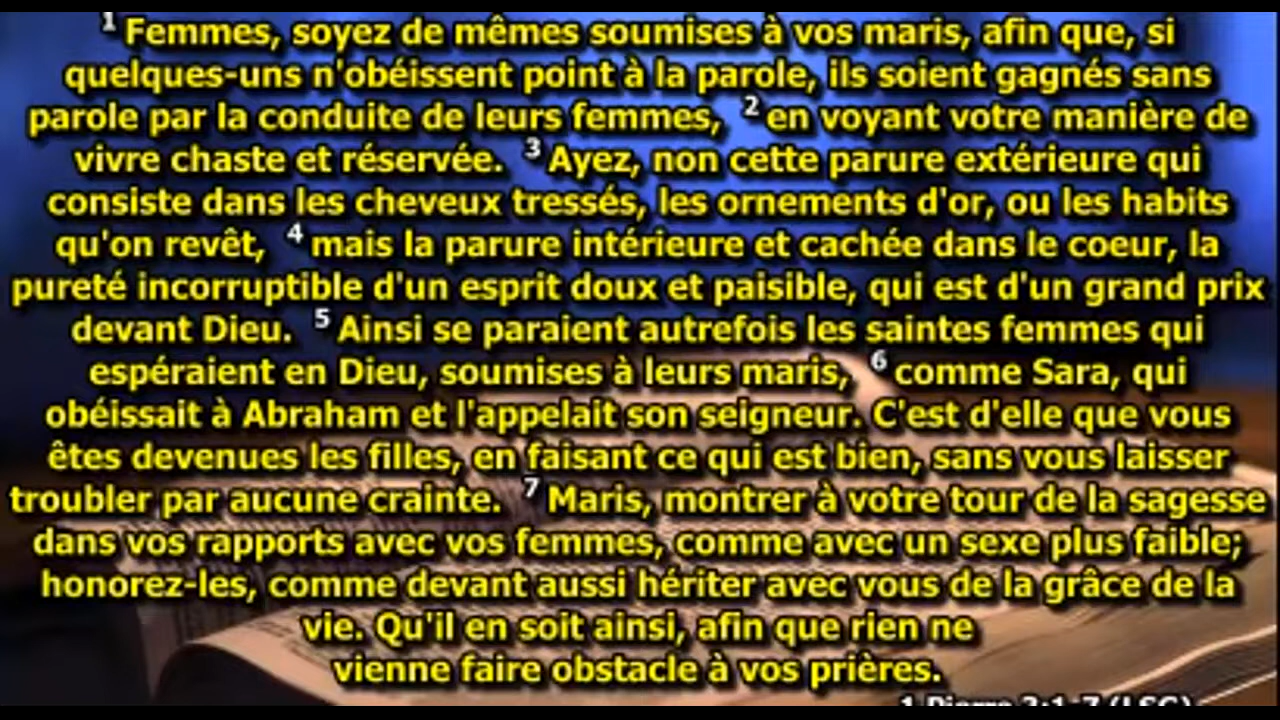 1 Femmes, soyez de mêmes soumises à vos maris, afin que, si
quelques-uns n'obéissent point à la parole, ils soient gagnés sans
parole par la conduite de leurs femmes, 2 en voyant votre manière de
vivre chaste et réservée. 3 Ayez, non cette parure extérieure qui
consiste dans les cheveux tressés, les ornements d'or, ou les habits
qu'on revêt, 4 mais la parure intérieure et cachée dans le coeur, la
pureté incorruptible d'un esprit doux et paisible, qui est d'un grand prix
devant Dieu. 5 Ainsi se paraient autrefois les saintes femmes qui
espéraient en Dieu, soumises à leurs maris, 6 comme Sara, qui
obéissait à Abraham et l'appelait son seigneur. C'est d'elle que vous
êtes devenues les filles, en faisant ce qui est bien, sans vous laisser
troubler par aucune crainte. 7 Maris, montrer à votre tour de la sagesse
dans vos rapports avec vos femmes, comme avec un sexe plus faible;
honorez-les, comme devant aussi hériter avec vous de la grâce de la
vie. Qu'il en soit ainsi, afin que rien ne
vienne faire obstacle à vos prières.
1 Pierre 3:1-7 (LSG)